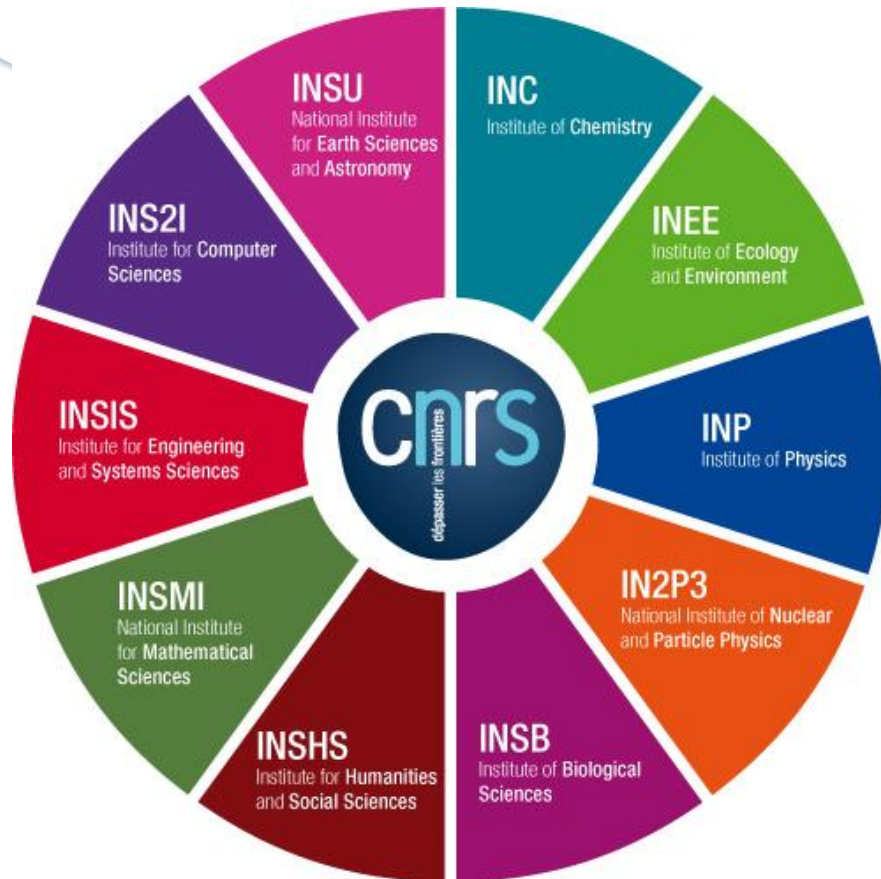 INSU
National Institute
for Earth Sciences
and Astronomy
INC
Institute of Chemistry
INEE
Institute of Ecology
and Environment
INP
Institute of Physics
IN2P3
National Institute of Nuclear
and Particle Physics
INSB
Institute of Biological
Sciences
INSHS
Institute for Humanities
and Social Sciences
INSMI
National Institute
for Mathematical
Sciences
INSIS
Institute for Engineering
and Systems Sciences
INS2I
Institute for Computer
Sciences
cnrs
dépasser les frontières